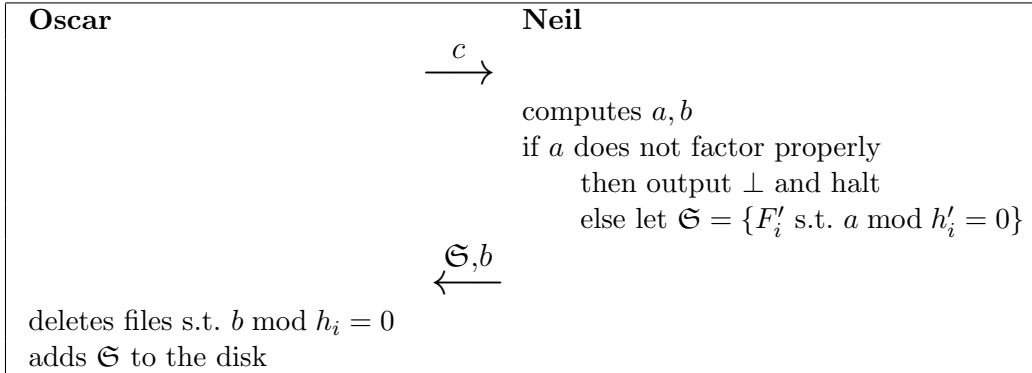 Oscar Neil
c
computes a, b
if a does not factor properly
then output ⊥ and halt
else let 𝔖 = {F′ᵢ s.t. a mod h′ᵢ = 0}
𝔖,b
deletes files s.t. b mod hᵢ = 0
adds 𝔖 to the disk